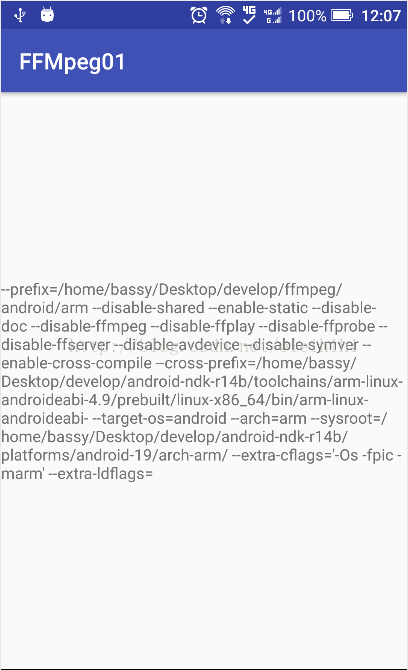 4G 4G G 100% 12:07
FFMpeg01
--prefix=/home/bassy/Desktop/develop/ffmpeg/
android/arm --disable-shared --enable-static --disable-
doc --disable-ffmpeg --disable-ffplay --disable-ffprobe --
disable-ffserver --disable-avdevice --disable-symver --
enable-cross-compile --cross-prefix=/home/bassy/
Desktop/develop/android-ndk-r14b/toolchains/arm-linux-
androideabi-4.9/prebuilt/linux-x86_64/bin/arm-linux-
androideabi- --target-os=android --arch=arm --sysroot=/
home/bassy/Desktop/develop/android-ndk-r14b/
platforms/android-19/arch-arm/ --extra-cflags='-Os -fpic -
marm' --extra-ldflags=